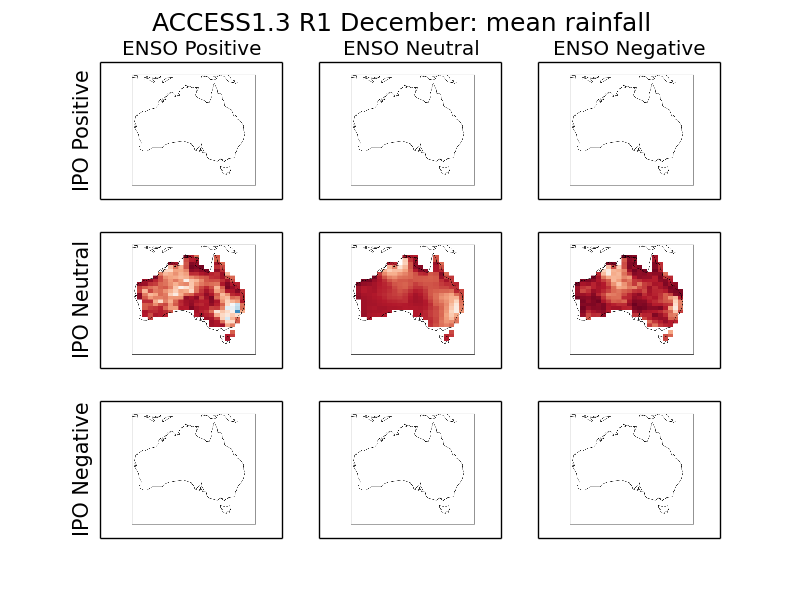 ACCESS1.3 R1 December: mean rainfall
ENSO Positive
ENSO Neutral
ENSO Negative
IPO Positive
IPO Neutral
IPO Negative